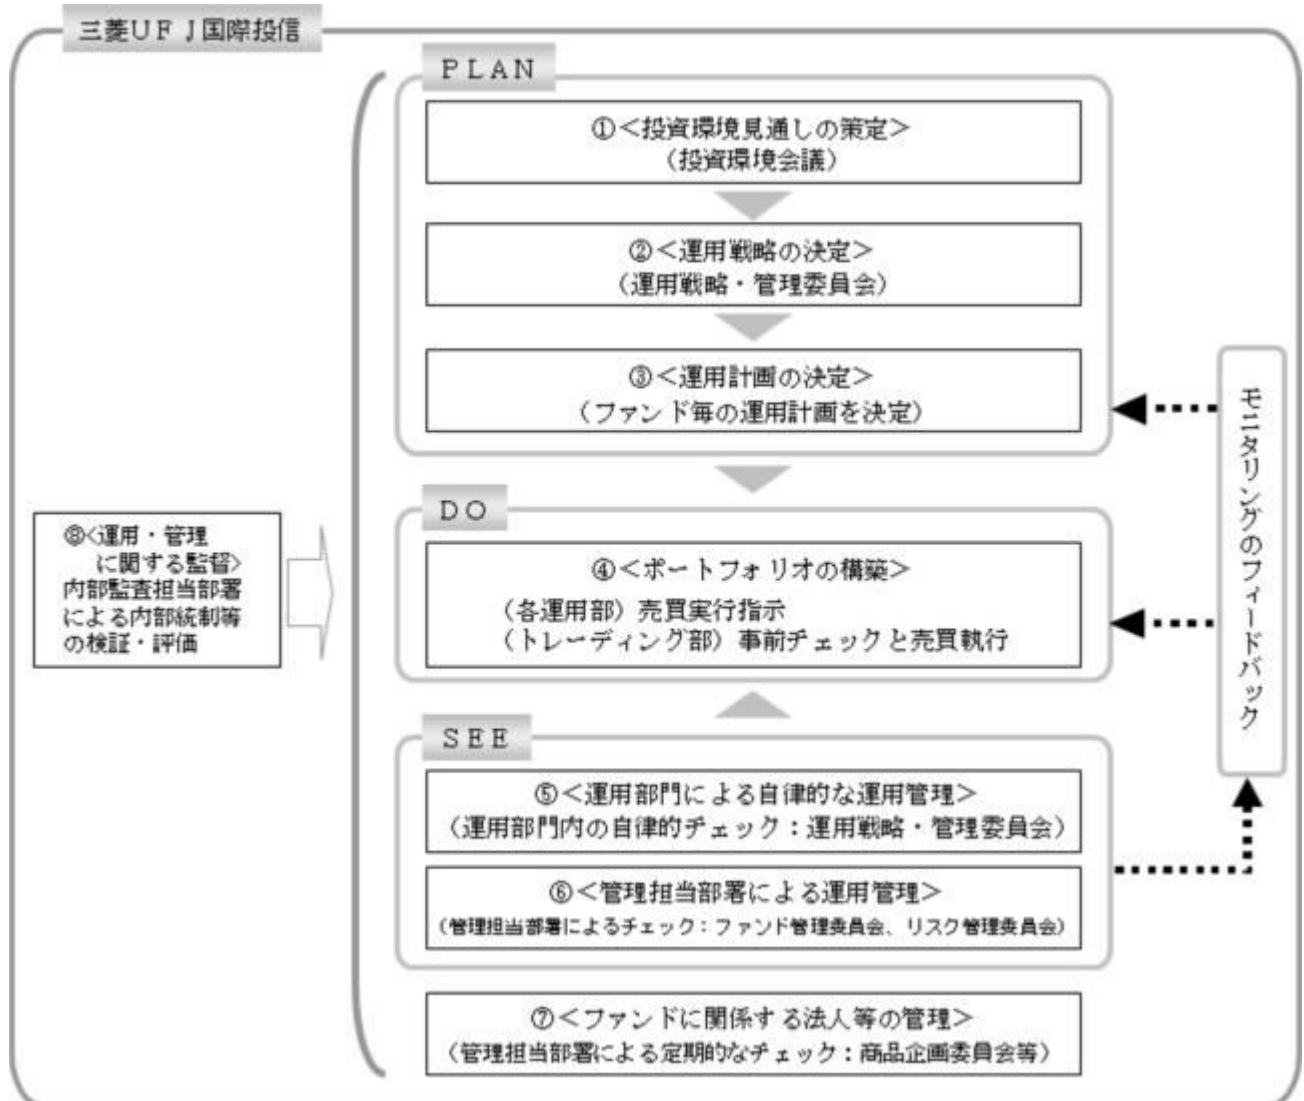 三菱ＵＦＪ国際投信
ＰＬＡＮ
①＜投資環境見通しの策定＞
（投資環境会議）
②＜運用戦略の決定＞
（運用戦略・管理委員会）
③＜運用計画の決定＞
（ファンド毎の運用計画を決定）
ＤＯ
④＜ポートフォリオの構築＞
（各運用部）売買実行指示
（トレーディング部）事前チェックと売買執行
ＳＥＥ
⑤＜運用部門による自律的な運用管理＞
（運用部門内の自律的チェック：運用戦略・管理委員会）
⑥＜管理担当部署による運用管理＞
（管理担当部署によるチェック：ファンド管理委員会、リスク管理委員会）
⑦＜ファンドに関係する法人等の管理＞
（管理担当部署による定期的なチェック：商品企画委員会等）
⑧＜運用・管理
に関する監督＞
内部監査担当部署
による内部統制等
の検証・評価
モニタリングのフィードバック